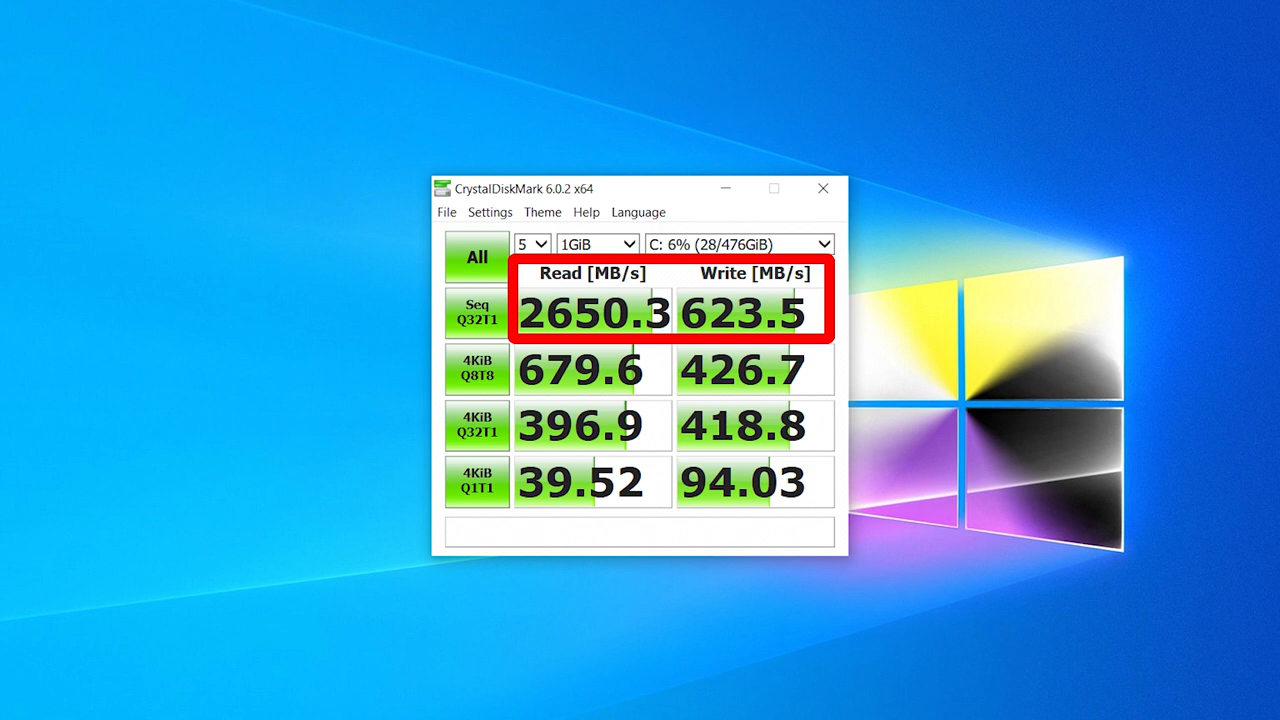 CrystalDiskMark 6.0.2 x64
File Settings Theme Help Language
All 5 1GiB C: 6% (28/476GiB)
Read [MB/s] Write [MB/s]
Seq
Q32T1
2650.3 623.5
4KiB
Q8T8
679.6 426.7
4KiB
Q32T1
396.9 418.8
4KiB
Q1T1
39.52 94.03